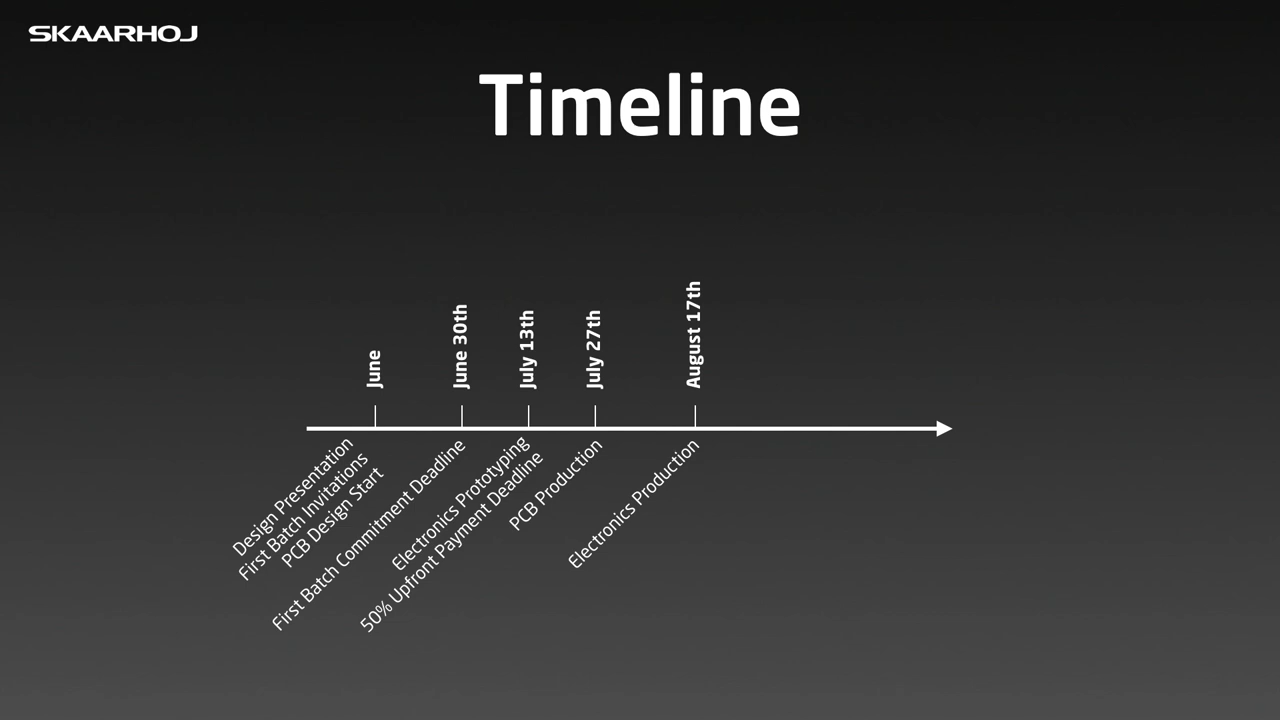 SKAARHOJ
Timeline
June
June 30th
July 13th
July 27th
August 17th
Design Presentation
First Batch Invitations
PCB Design Start
First Batch Commitment Deadline
Electronics Prototyping
50% Upfront Payment Deadline
PCB Production
Electronics Production